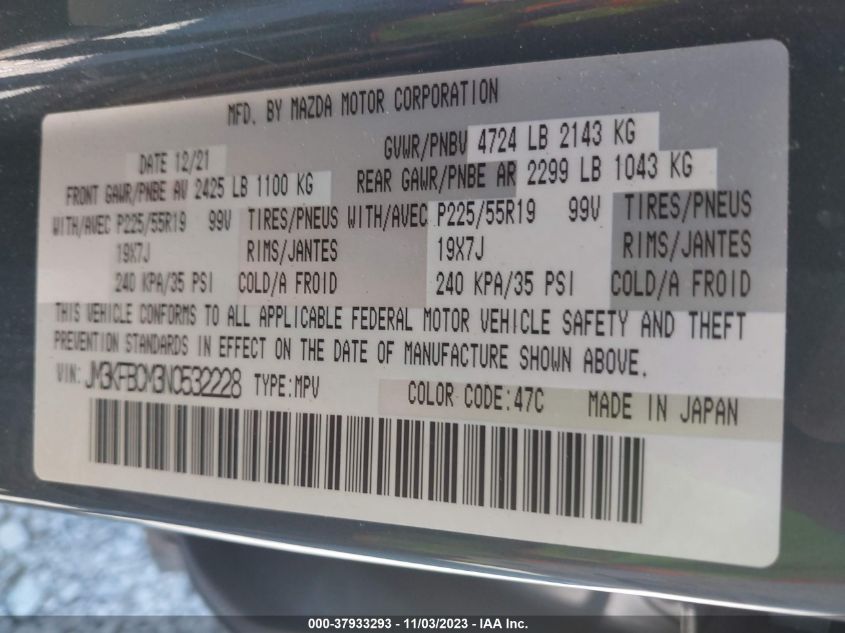 MFD. BY MAZDA MOTOR CORPORATION
DATE 12/21 GVWR/PNBV 4724 LB 2143 KG
FRONT GAWR/PNBE AV 2425 LB 1100 KG REAR GAWR/PNBE AR 2299 LB 1043 KG
WITH/AVEC P225/55R19 99V TIRES/PNEUS WITH/AVEC P225/55R19 99V TIRES/PNEUS
19X7J RIMS/JANTES 19X7J RIMS/JANTES
240 KPA/35 PSI COLD/A FROID 240 KPA/35 PSI COLD/A FROID
THIS VEHICLE CONFORMS TO ALL APPLICABLE FEDERAL MOTOR VEHICLE SAFETY AND THEFT
PREVENTION STANDARDS IN EFFECT ON THE DATE OF MANUFACTURE SHOWN ABOVE.
VIN: JM3KFBCM3N0532228 TYPE:MPV COLOR CODE:47C MADE IN JAPAN
000-37933293 - 11/03/2023 - IAA Inc.